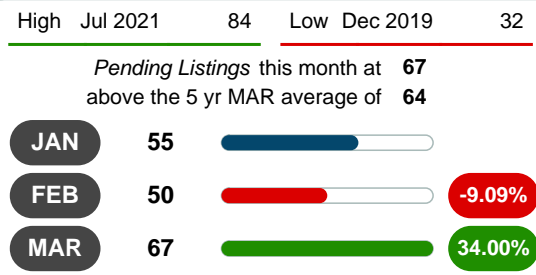 High Jul 2021 84 Low Dec 2019 32
Pending Listings this month at 67
above the 5 yr MAR average of 64
JAN 55
FEB 50 -9.09%
MAR 67 34.00%